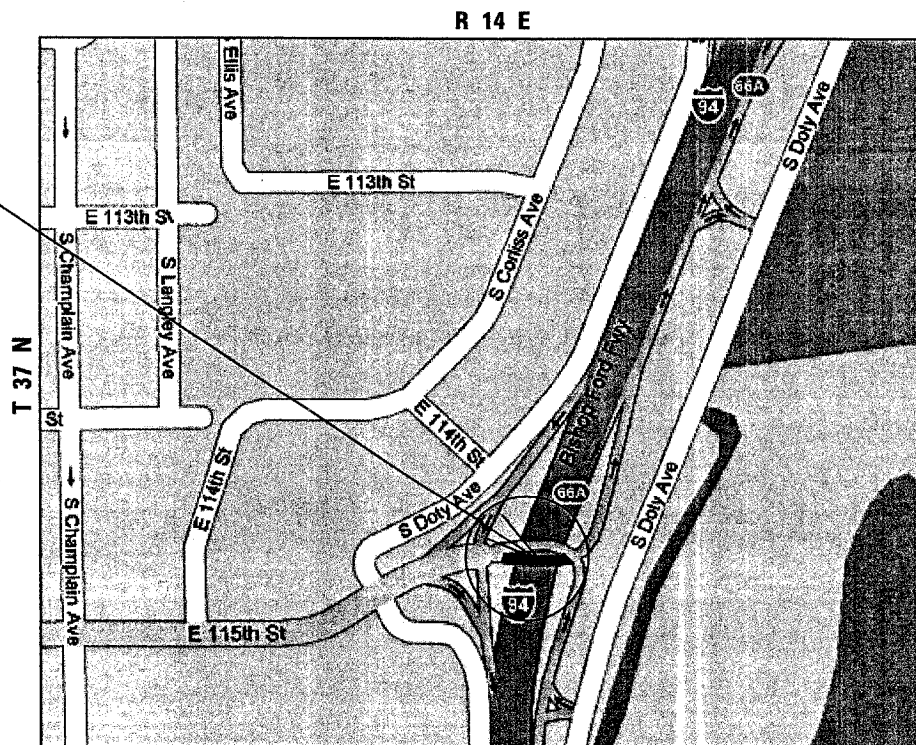 R 14 E
T 37 N
S Ellis Ave
94
66A
S Doty Ave
E 113th St
E 113th St
S Champlain Ave
S Langley Ave
S Corliss Ave
Bishop Ford Fwy
St
E 114th St
E 114th St
66A
S Doty Ave
S Doty Ave
S Champlain Ave
94
E 115th St